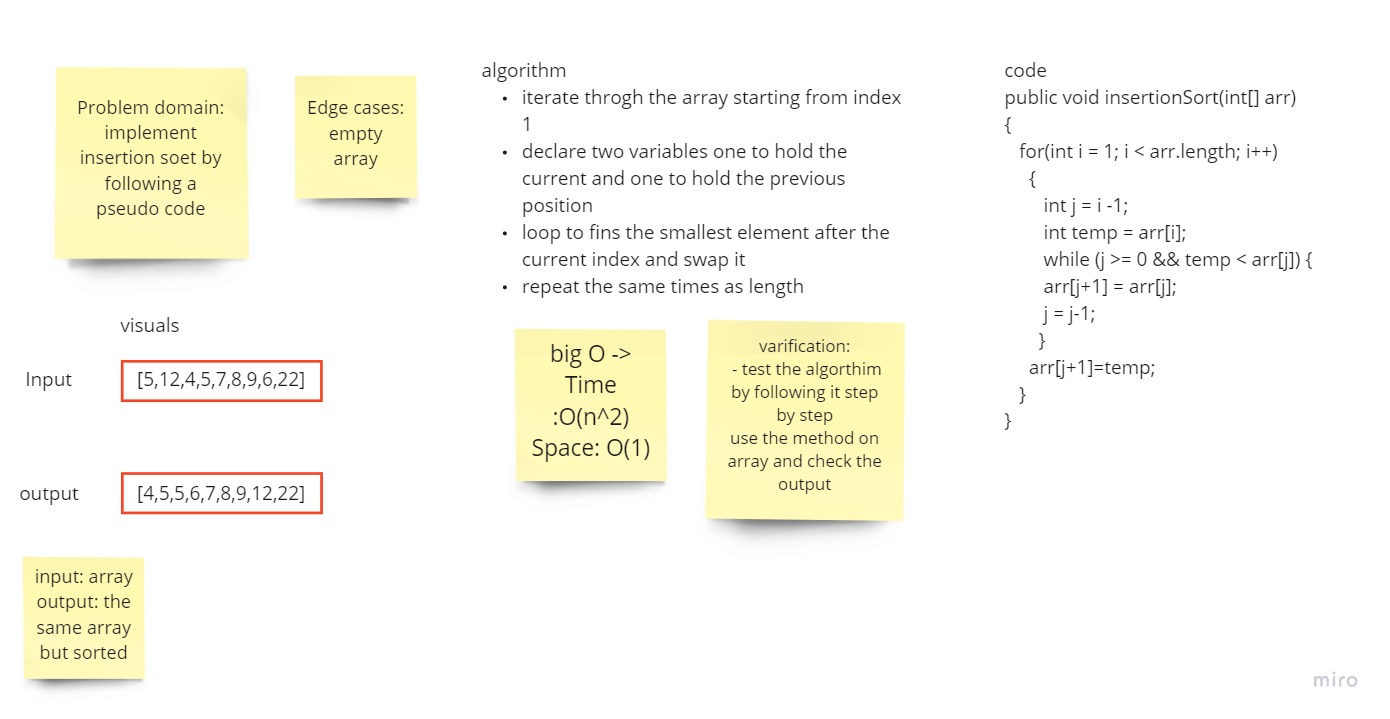 Problem domain:
implement
insertion soet by
following a
pseudo code
Edge cases:
empty
array
visuals
Input
[5,12,4,5,7,8,9,6,22]
output
[4,5,5,6,7,8,9,12,22]
input: array
output: the
same array
but sorted
algorithm
• iterate throgh the array starting from index
1
• declare two variables one to hold the
current and one to hold the previous
position
• loop to fins the smallest element after the
current index and swap it
• repeat the same times as length
big O ->
Time
:O(n^2)
Space: O(1)
varification:
- test the algorthim
by following it step
by step
use the method on
array and check the
output
code
public void insertionSort(int[] arr)
{
for(int i = 1; i < arr.length; i++)
{
int j = i -1;
int temp = arr[i];
while (j >= 0 && temp < arr[j]) {
arr[j+1] = arr[j];
j = j-1;
}
arr[j+1]=temp;
}
}
miro